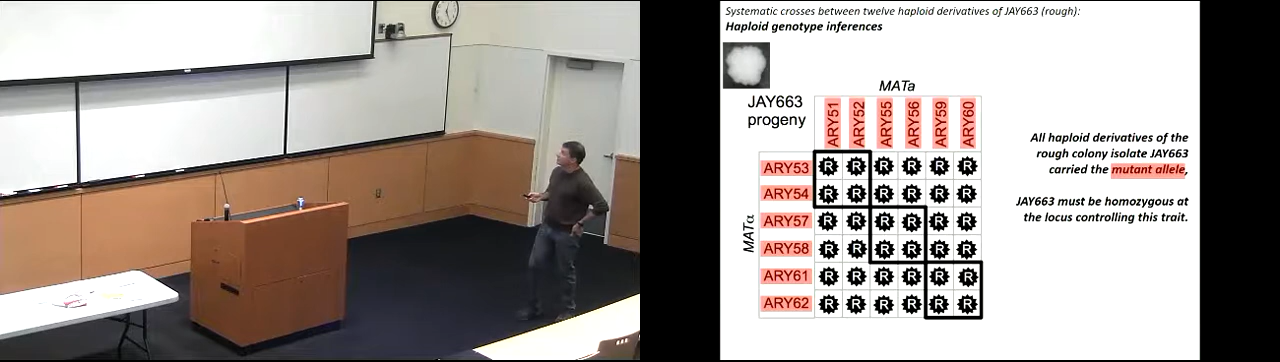 Systematic crosses between twelve haploid derivatives of JAY663 (rough):
Haploid genotype inferences
MATa
JAY663
progeny
ARY51 ARY52 ARY55 ARY56 ARY59 ARY60
MATα
ARY53 R R R R R R
ARY54 R R R R R R
ARY57 R R R R R R
ARY58 R R R R R R
ARY61 R R R R R R
ARY62 R R R R R R
All haploid derivatives of the
rough colony isolate JAY663
carried the mutant allele,
JAY663 must be homozygous at
the locus controlling this trait.